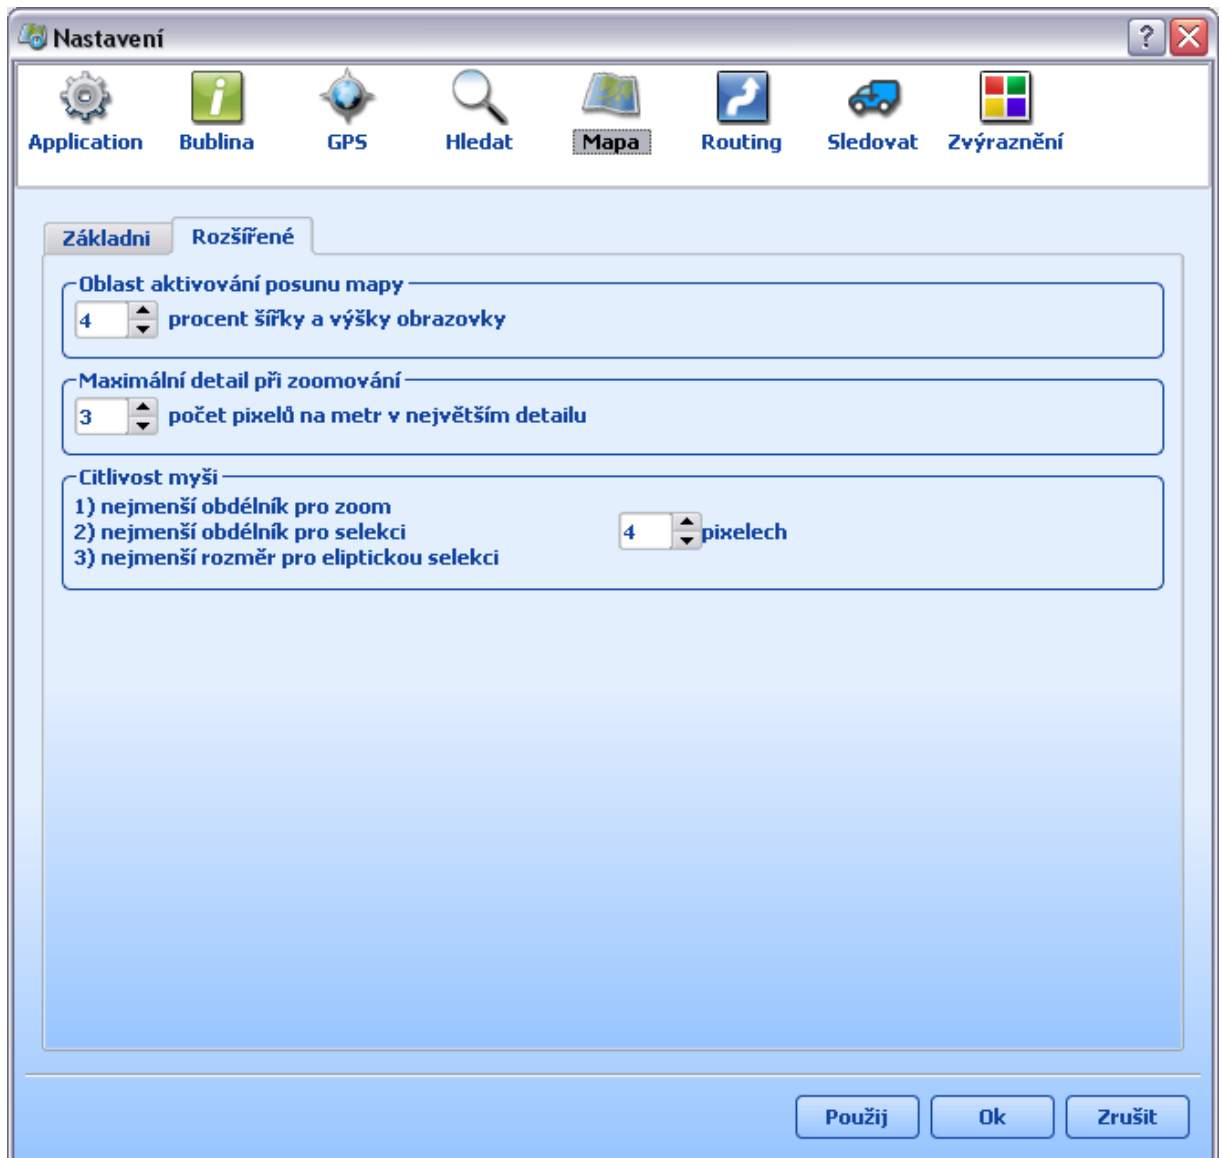 Nastavení
Application Bublina GPS Hledat Mapa Routing Sledovat Zvýraznění
Základni Rozšířené
Oblast aktivování posunu mapy
4 procent šířky a výšky obrazovky
Maximální detail při zoomování
3 počet pixelů na metr v největším detailu
Citlivost myši
1) nejmenší obdélník pro zoom
2) nejmenší obdélník pro selekci 4 pixelech
3) nejmenší rozměr pro eliptickou selekci
Použij Ok Zrušit